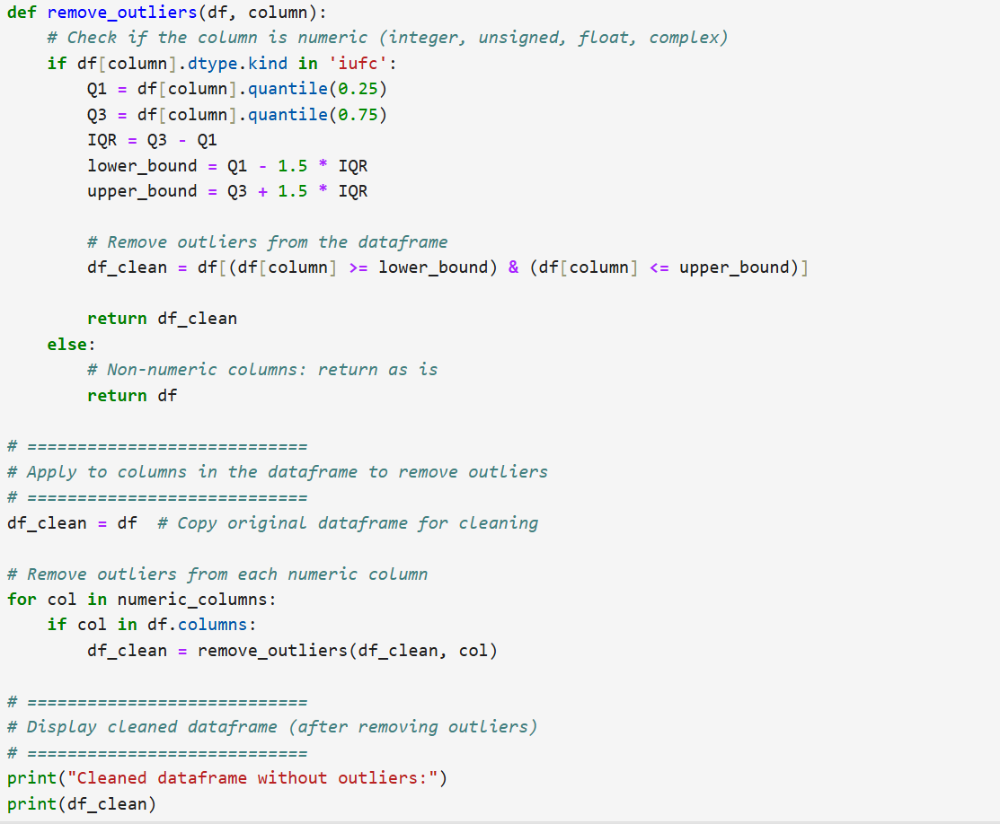 def remove_outliers(df, column):
    # Check if the column is numeric (integer, unsigned, float, complex)
    if df[column].dtype.kind in 'iufc':
        Q1 = df[column].quantile(0.25)
        Q3 = df[column].quantile(0.75)
        IQR = Q3 - Q1
        lower_bound = Q1 - 1.5 * IQR
        upper_bound = Q3 + 1.5 * IQR

        # Remove outliers from the dataframe
        df_clean = df[(df[column] >= lower_bound) & (df[column] <= upper_bound)]

        return df_clean
    else:
        # Non-numeric columns: return as is
        return df

# ============================
# Apply to columns in the dataframe to remove outliers
# ============================
df_clean = df  # Copy original dataframe for cleaning

# Remove outliers from each numeric column
for col in numeric_columns:
    if col in df.columns:
        df_clean = remove_outliers(df_clean, col)

# ============================
# Display cleaned dataframe (after removing outliers)
# ============================
print("Cleaned dataframe without outliers:")
print(df_clean)